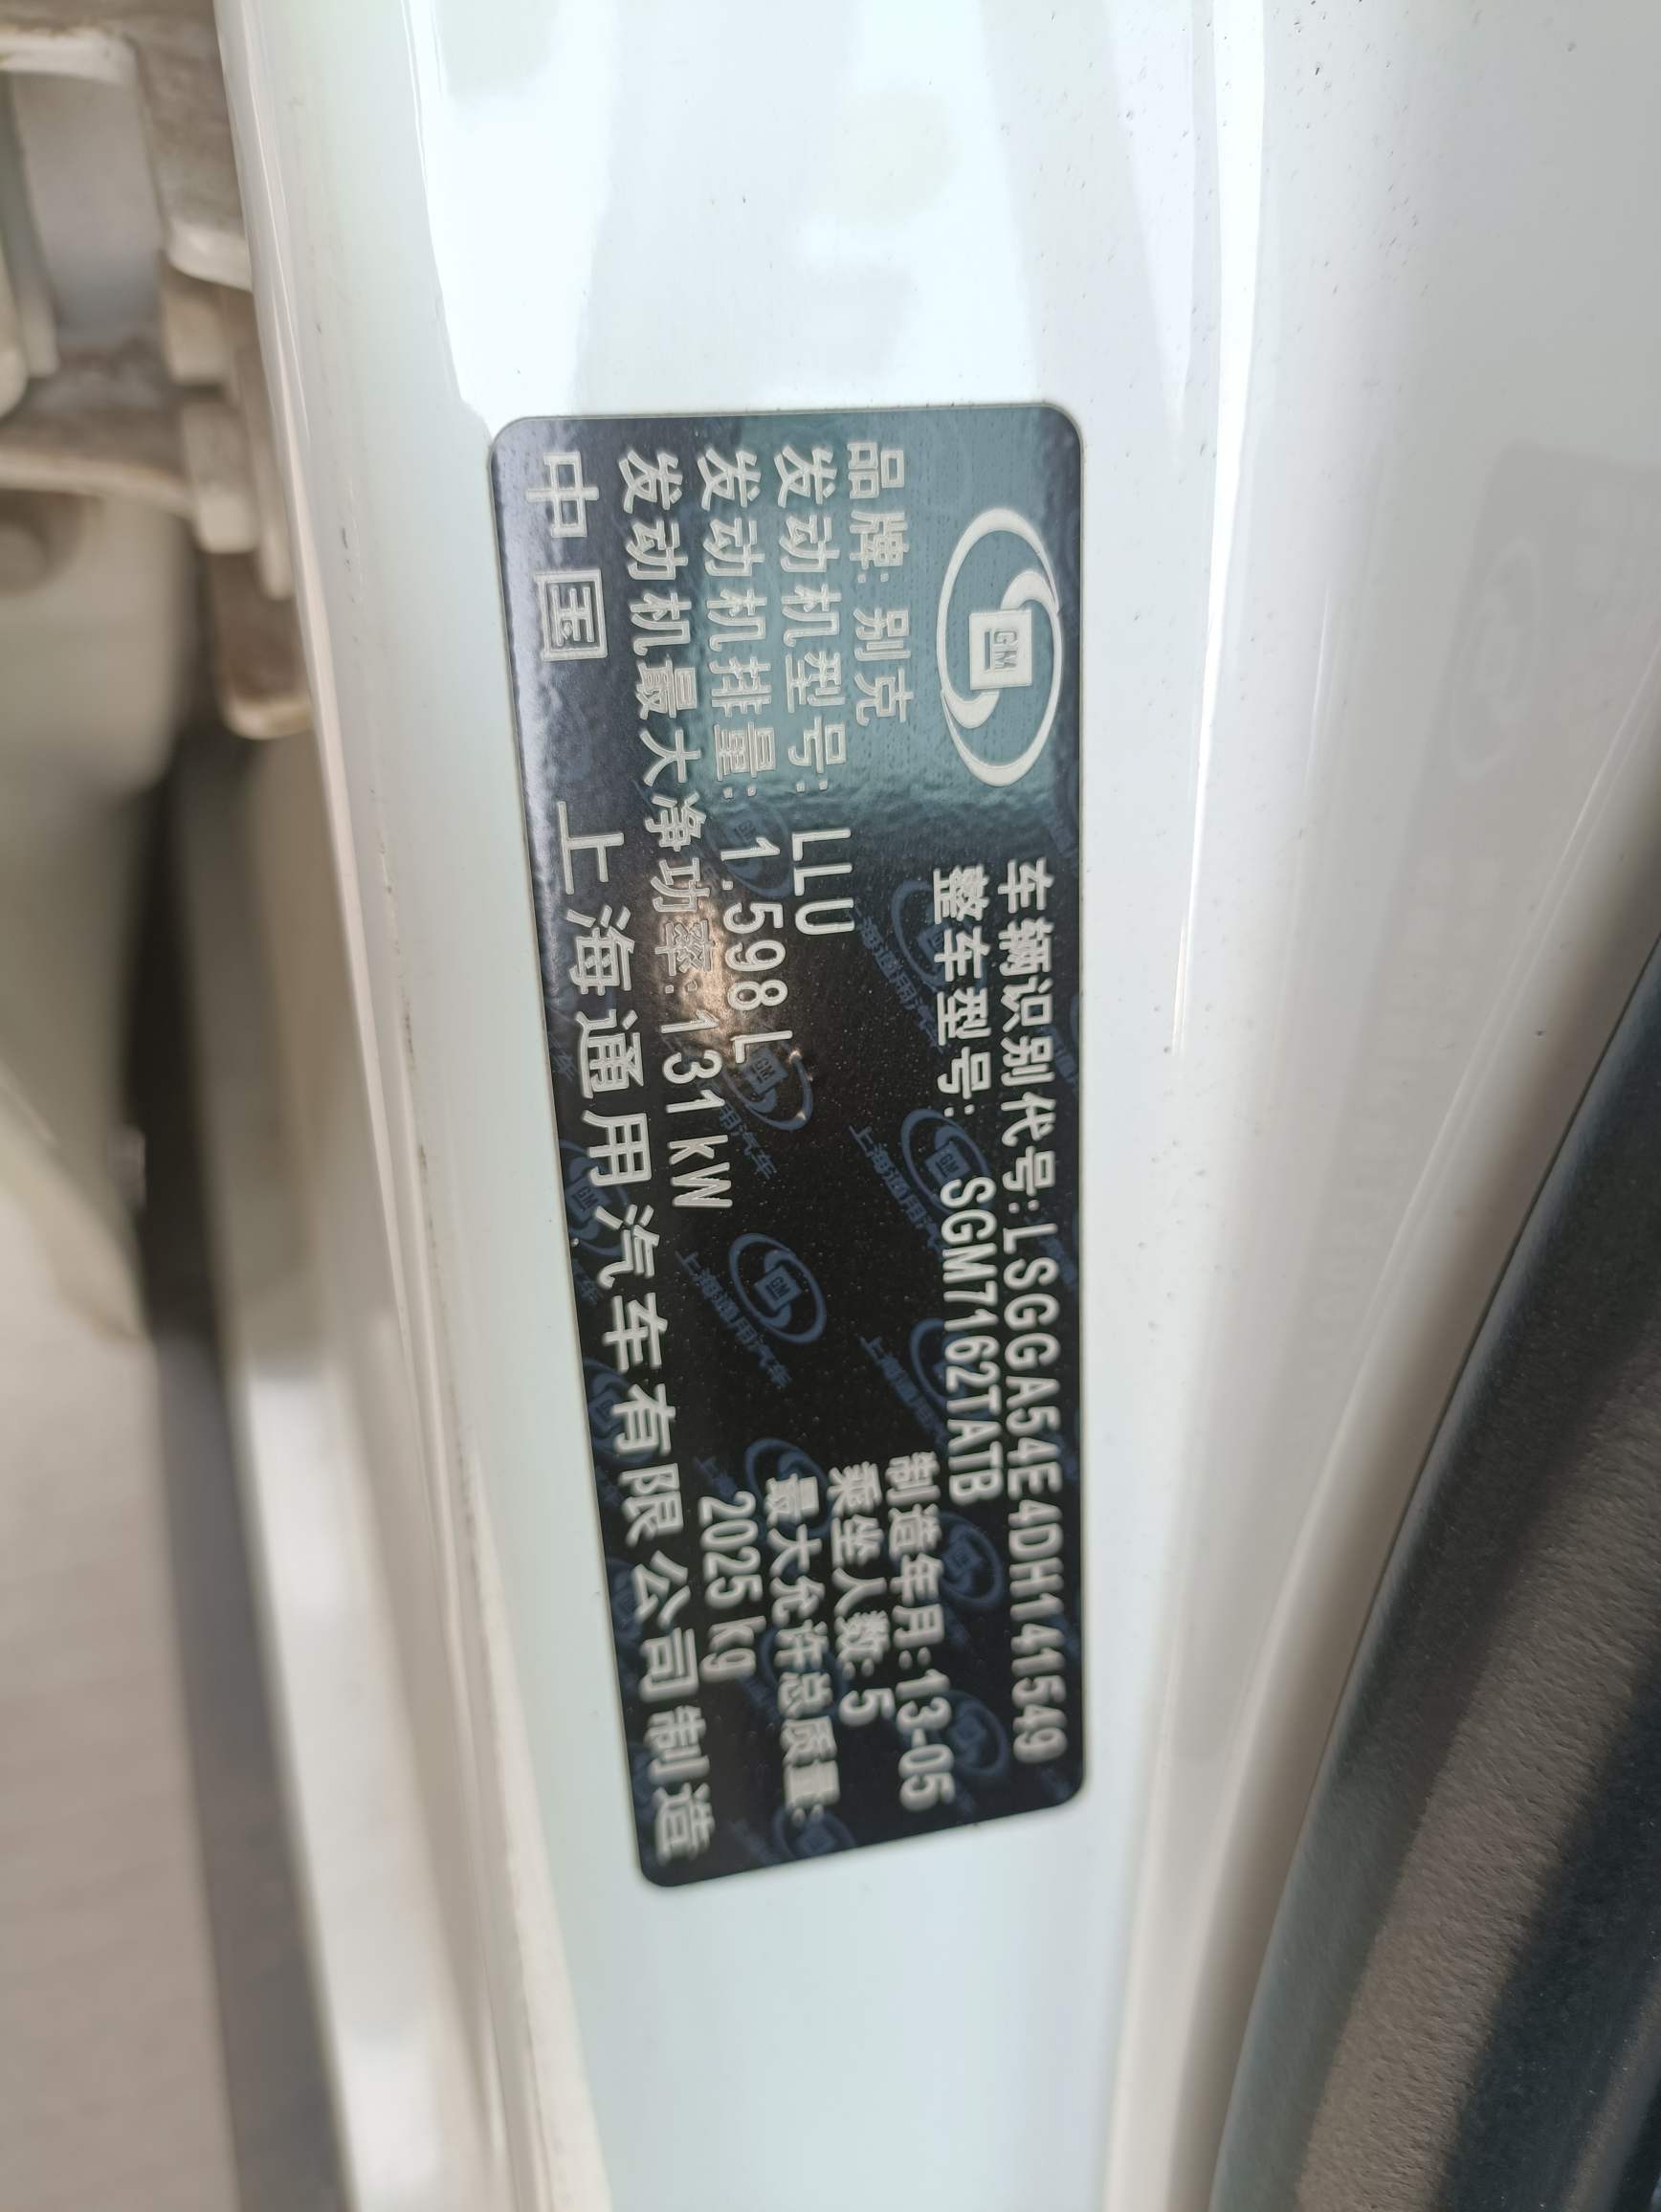 GM
车辆识别代号:LSGGA54E4DH141549
整车型号: SGM7162TATB
品牌: 别克
制造年月:13-05
发动机型号: LLU
乘坐人数: 5
发动机排量: 1.598 L
最大允许总质量:
2025 kg
发动机最大净功率:131kW
中国 上海通用汽车有限公司制造